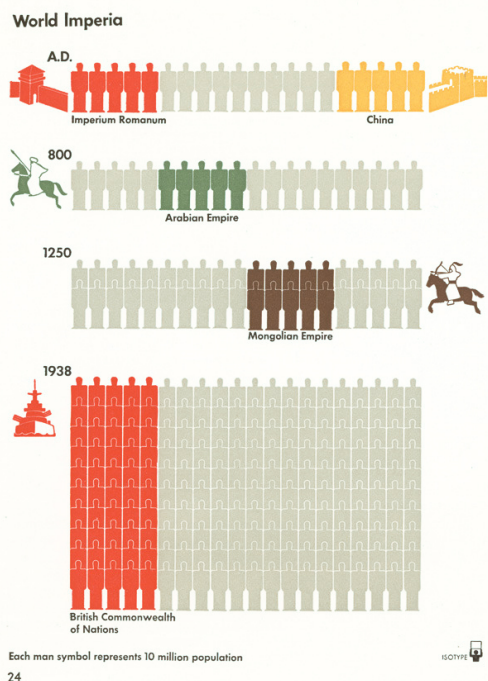 World Imperia
A.D.
Imperium Romanum
China
800
Arabian Empire
1250
Mongolian Empire
1938
British Commonwealth
of Nations
Each man symbol represents 10 million population
ISOTYPE
24